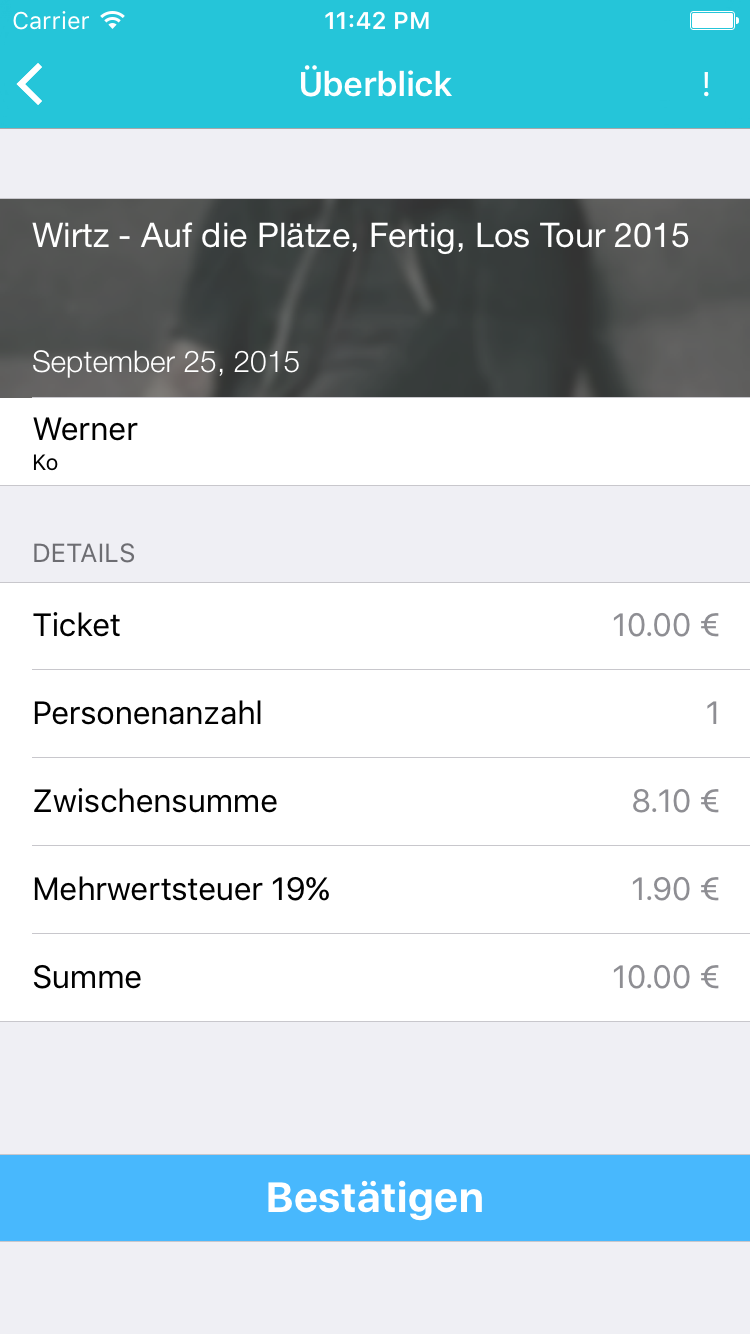 Carrier 11:42 PM
Überblick !
Wirtz - Auf die Plätze, Fertig, Los Tour 2015
September 25, 2015
Werner
Ko
DETAILS
Ticket 10.00 €
Personenanzahl 1
Zwischensumme 8.10 €
Mehrwertsteuer 19% 1.90 €
Summe 10.00 €
Bestätigen